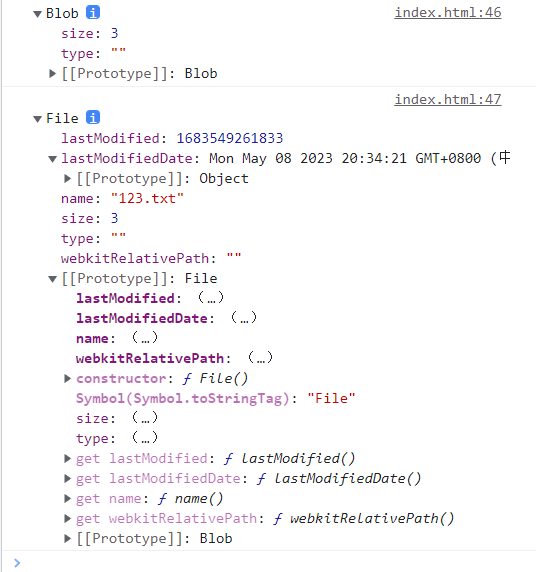 ▼Blob i index.html:46
size: 3
type: ""
▶[[Prototype]]: Blob
index.html:47
▼File i
lastModified: 1683549261833
▼lastModifiedDate: Mon May 08 2023 20:34:21 GMT+0800 (中
▶[[Prototype]]: Object
name: "123.txt"
size: 3
type: ""
webkitRelativePath: ""
▼[[Prototype]]: File
lastModified: (…)
lastModifiedDate: (…)
name: (…)
webkitRelativePath: (…)
▶constructor: ƒ File()
Symbol(Symbol.toStringTag): "File"
size: (…)
type: (…)
▶get lastModified: ƒ lastModified()
▶get lastModifiedDate: ƒ lastModifiedDate()
▶get name: ƒ name()
▶get webkitRelativePath: ƒ webkitRelativePath()
▶[[Prototype]]: Blob
>